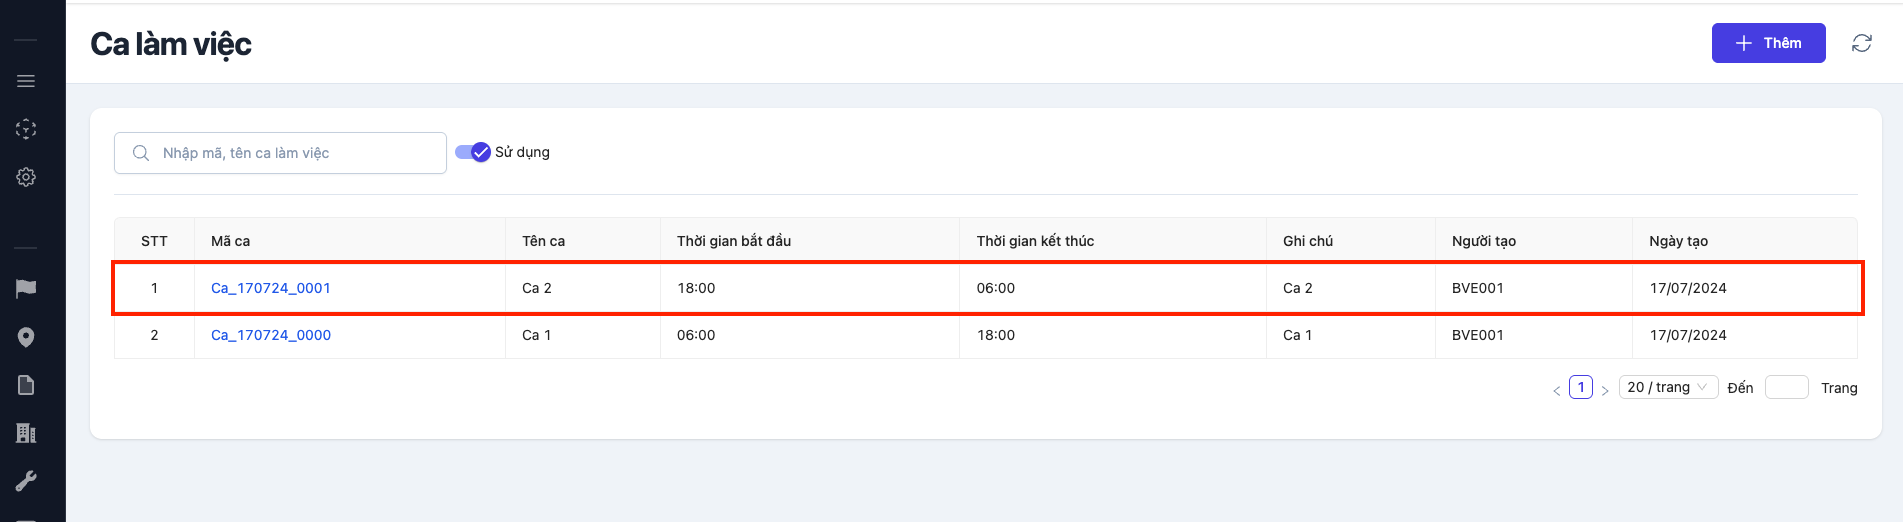 Ca làm việc
Thêm
Nhập mã, tên ca làm việc
Sử dụng
STT Mã ca Tên ca Thời gian bắt đầu Thời gian kết thúc Ghi chú Người tạo Ngày tạo
1 Ca_170724_0001 Ca 2 18:00 06:00 Ca 2 BVE001 17/07/2024
2 Ca_170724_0000 Ca 1 06:00 18:00 Ca 1 BVE001 17/07/2024
1 20 / trang Đến Trang